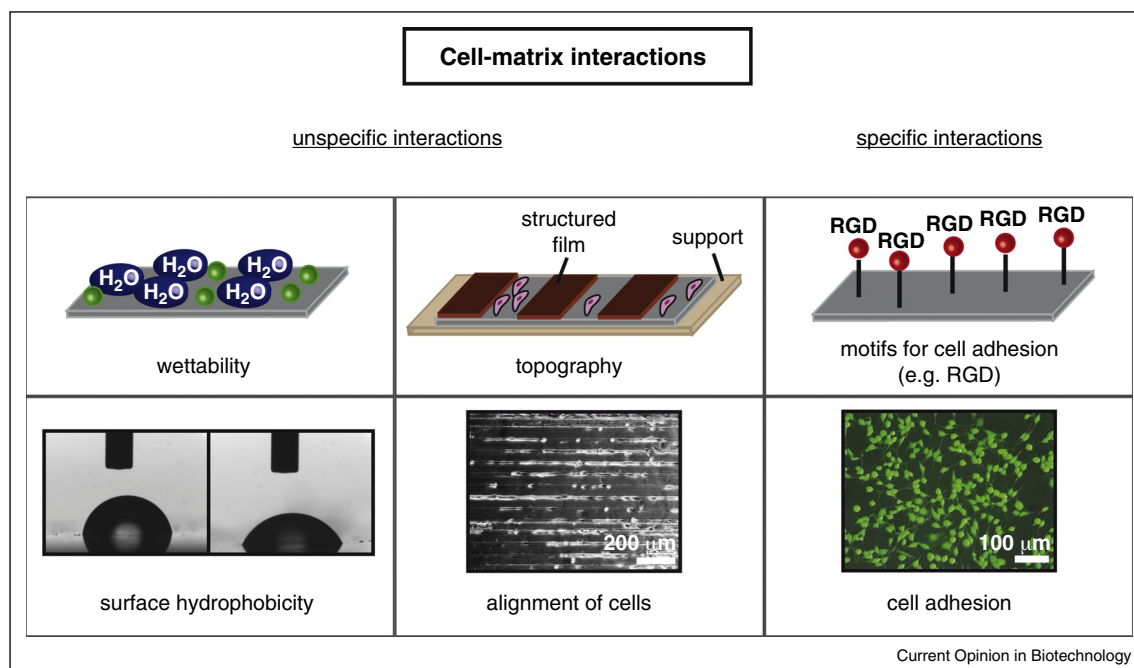 Cell-matrix interactions
unspecific interactions
specific interactions
H₂O
H₂O
H₂O
H₂O
H₂O
wettability
structured
film
support
topography
RGD
RGD
RGD
RGD
RGD
motifs for cell adhesion
(e.g. RGD)
surface hydrophobicity
200 μm
alignment of cells
100 μm
cell adhesion
Current Opinion in Biotechnology